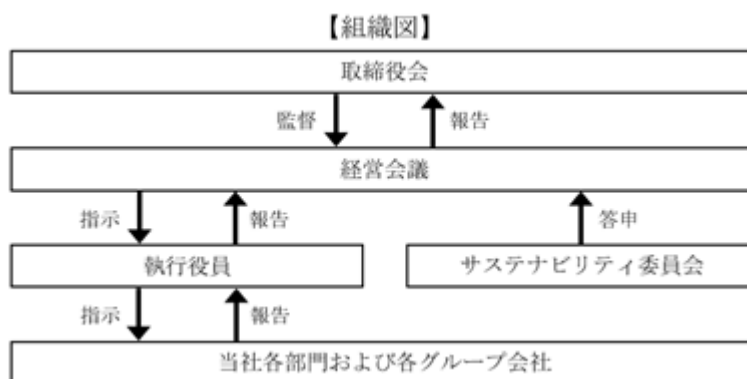 【組織図】
取締役会
監督
報告
経営会議
指示
報告
答申
執行役員
サステナビリティ委員会
指示
報告
当社各部門および各グループ会社